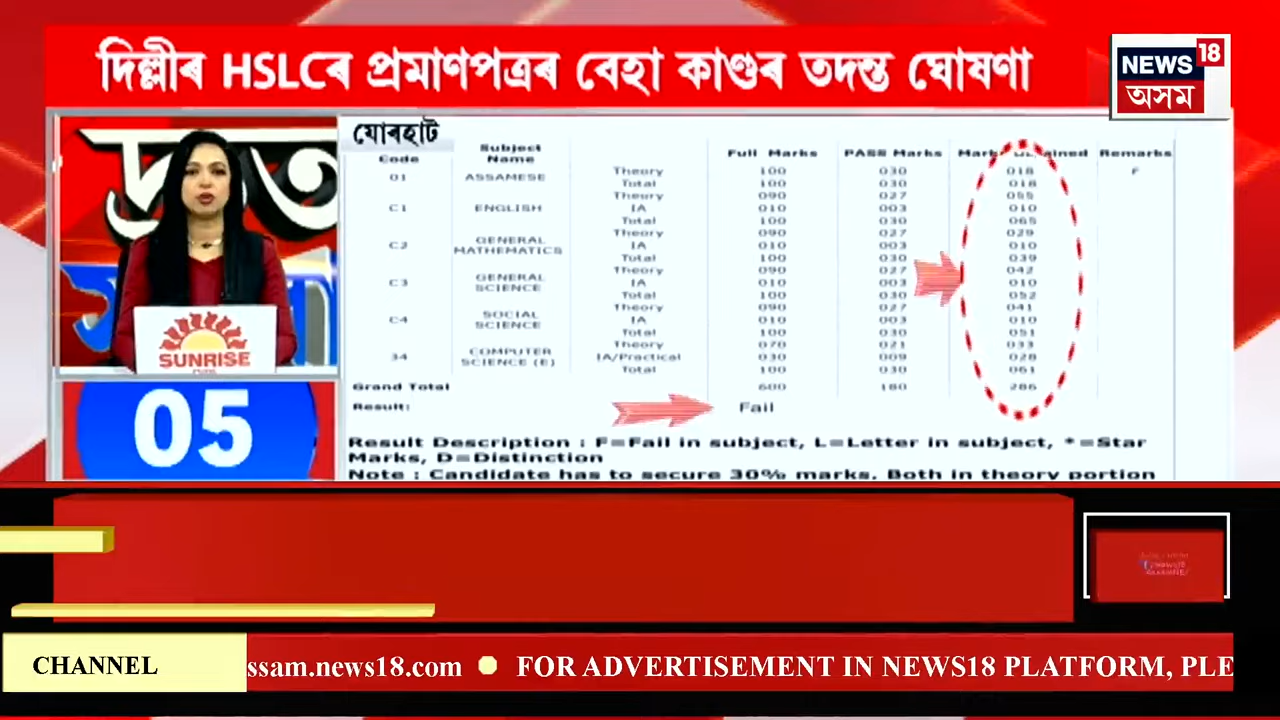 দিল্লীৰ HSLCৰ প্ৰমাণপত্ৰৰ বেহা কাণ্ডৰ তদন্ত ঘোষণা
NEWS 18
অসম
যোৰহাট
Code Subject Name Full Marks PASS Marks Marks Obtained Remarks
01 ASSAMESE Theory 100 030 018 F
Total 100 030 018
Theory 090 027 055
C1 ENGLISH IA 010 003 010
Total 100 030 065
Theory 090 027 029
C2 GENERAL MATHEMATICS IA 010 003 010
Total 100 030 039
Theory 090 027 042
C3 GENERAL SCIENCE IA 010 003 010
Total 100 030 052
Theory 090 027 041
C4 SOCIAL SCIENCE IA 010 003 010
Total 100 030 051
Theory 070 021 033
34 COMPUTER SCIENCE (E) IA/Practical 030 009 028
Total 100 030 061
Grand Total 600 180 286
Result: Fail
Result Description : F=Fail in subject, L=Letter in subject, *=Star
Marks, D=Distinction
Note : Candidate has to secure 30% marks, Both in theory portion
SUNRISE
05
CHANNEL
ssam.news18.com FOR ADVERTISEMENT IN NEWS18 PLATFORM, PLE